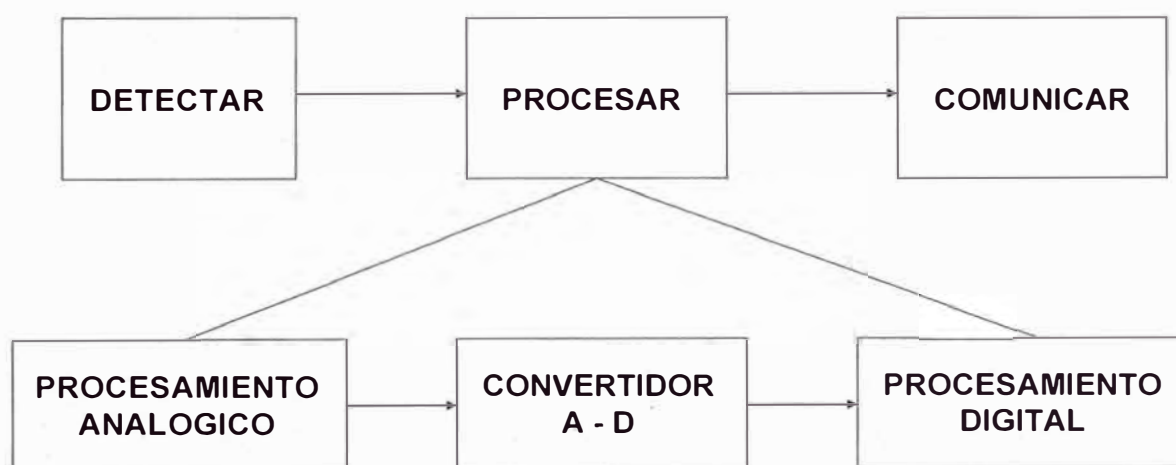 DETECTAR
PROCESAR
COMUNICAR
PROCESAMIENTO
ANALOGICO
CONVERTIDOR
A - D
PROCESAMIENTO
DIGITAL